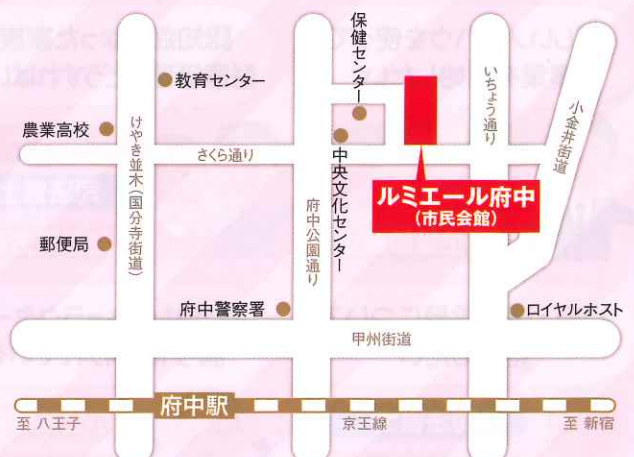 保健センター
教育センター
農業高校
けやき並木(国分寺街道)
さくら通り
中央文化センター
いちょう通り
小金井街道
ルミエール府中
(市民会館)
府中公園通り
郵便局
府中警察署
ロイヤルホスト
甲州街道
府中駅
至 八王子
京王線
至 新宿